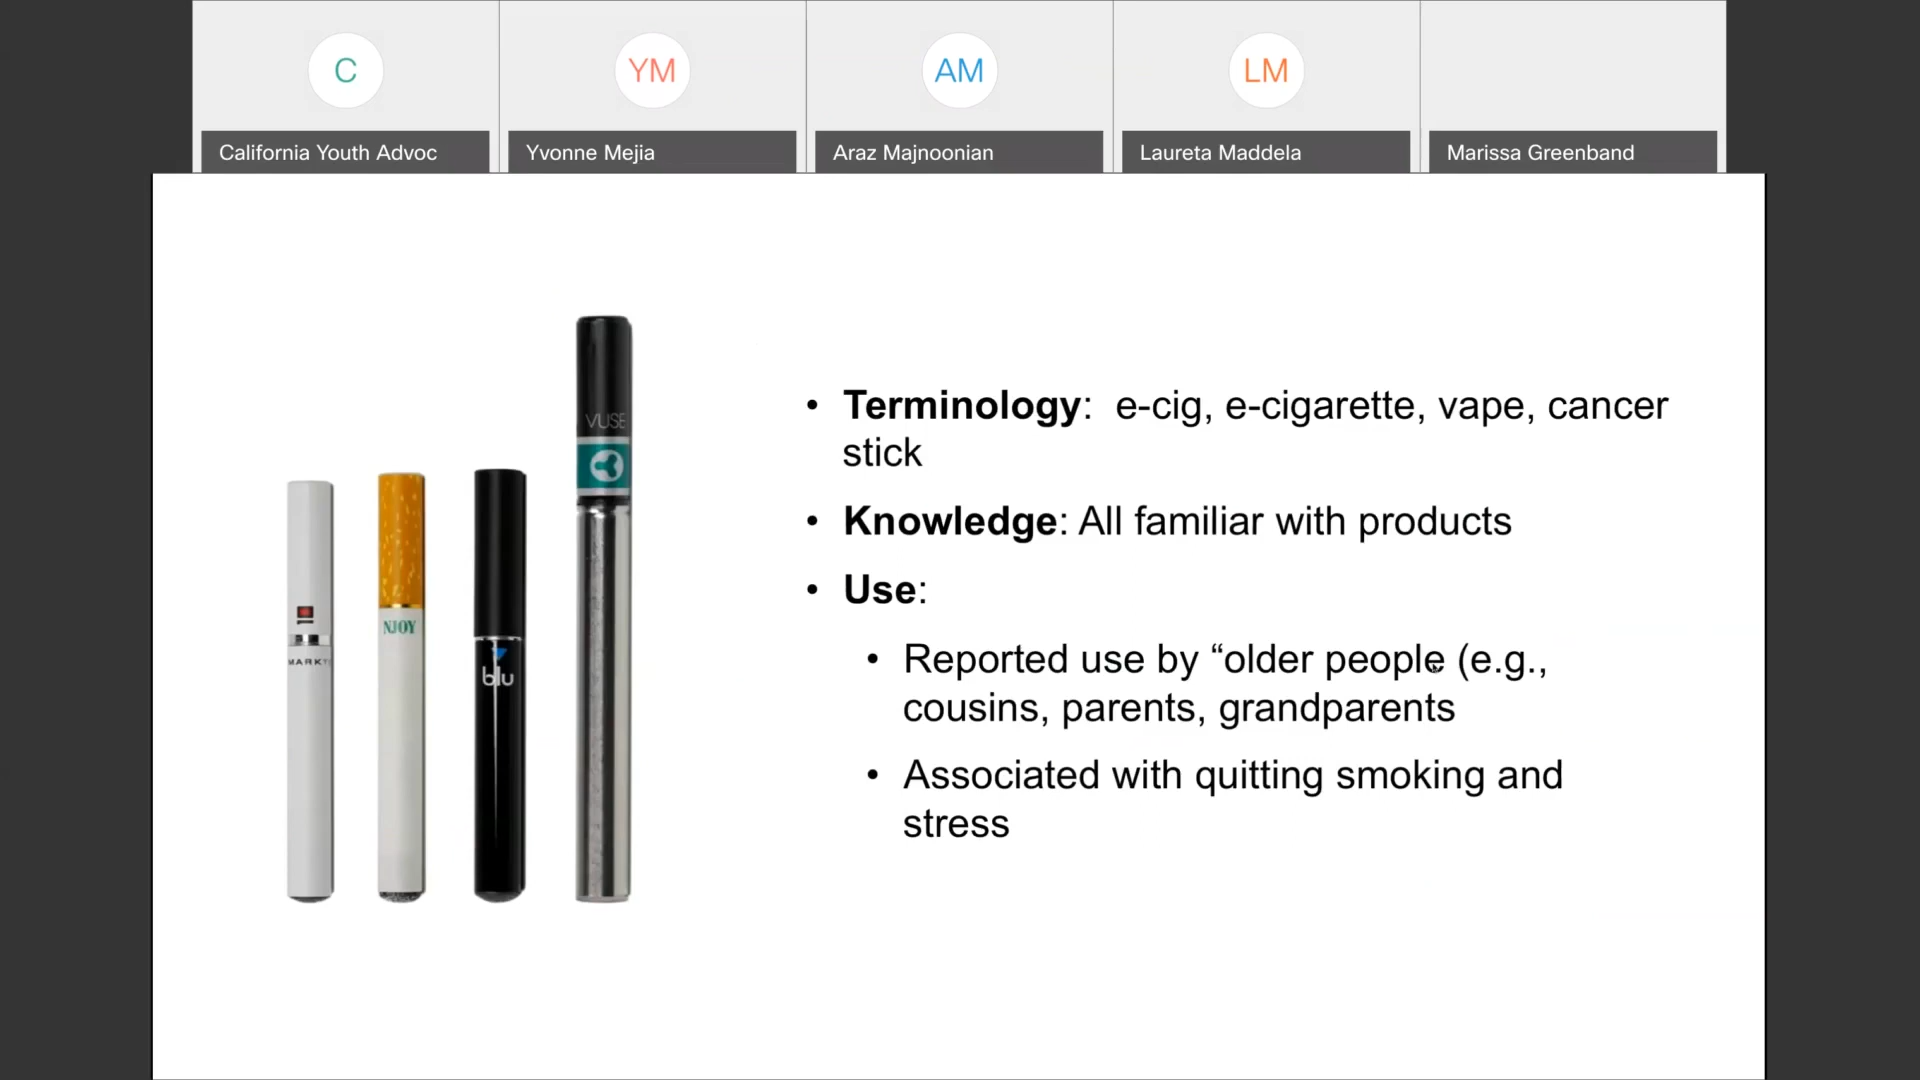 C
YM
AM
LM
California Youth Advoc
Yvonne Mejia
Araz Majnoonian
Laureta Maddela
Marissa Greenband
VUSE
MARKT
NJOY
blu
• Terminology: e-cig, e-cigarette, vape, cancer
stick
• Knowledge: All familiar with products
• Use:
• Reported use by “older people (e.g.,
cousins, parents, grandparents
• Associated with quitting smoking and
stress